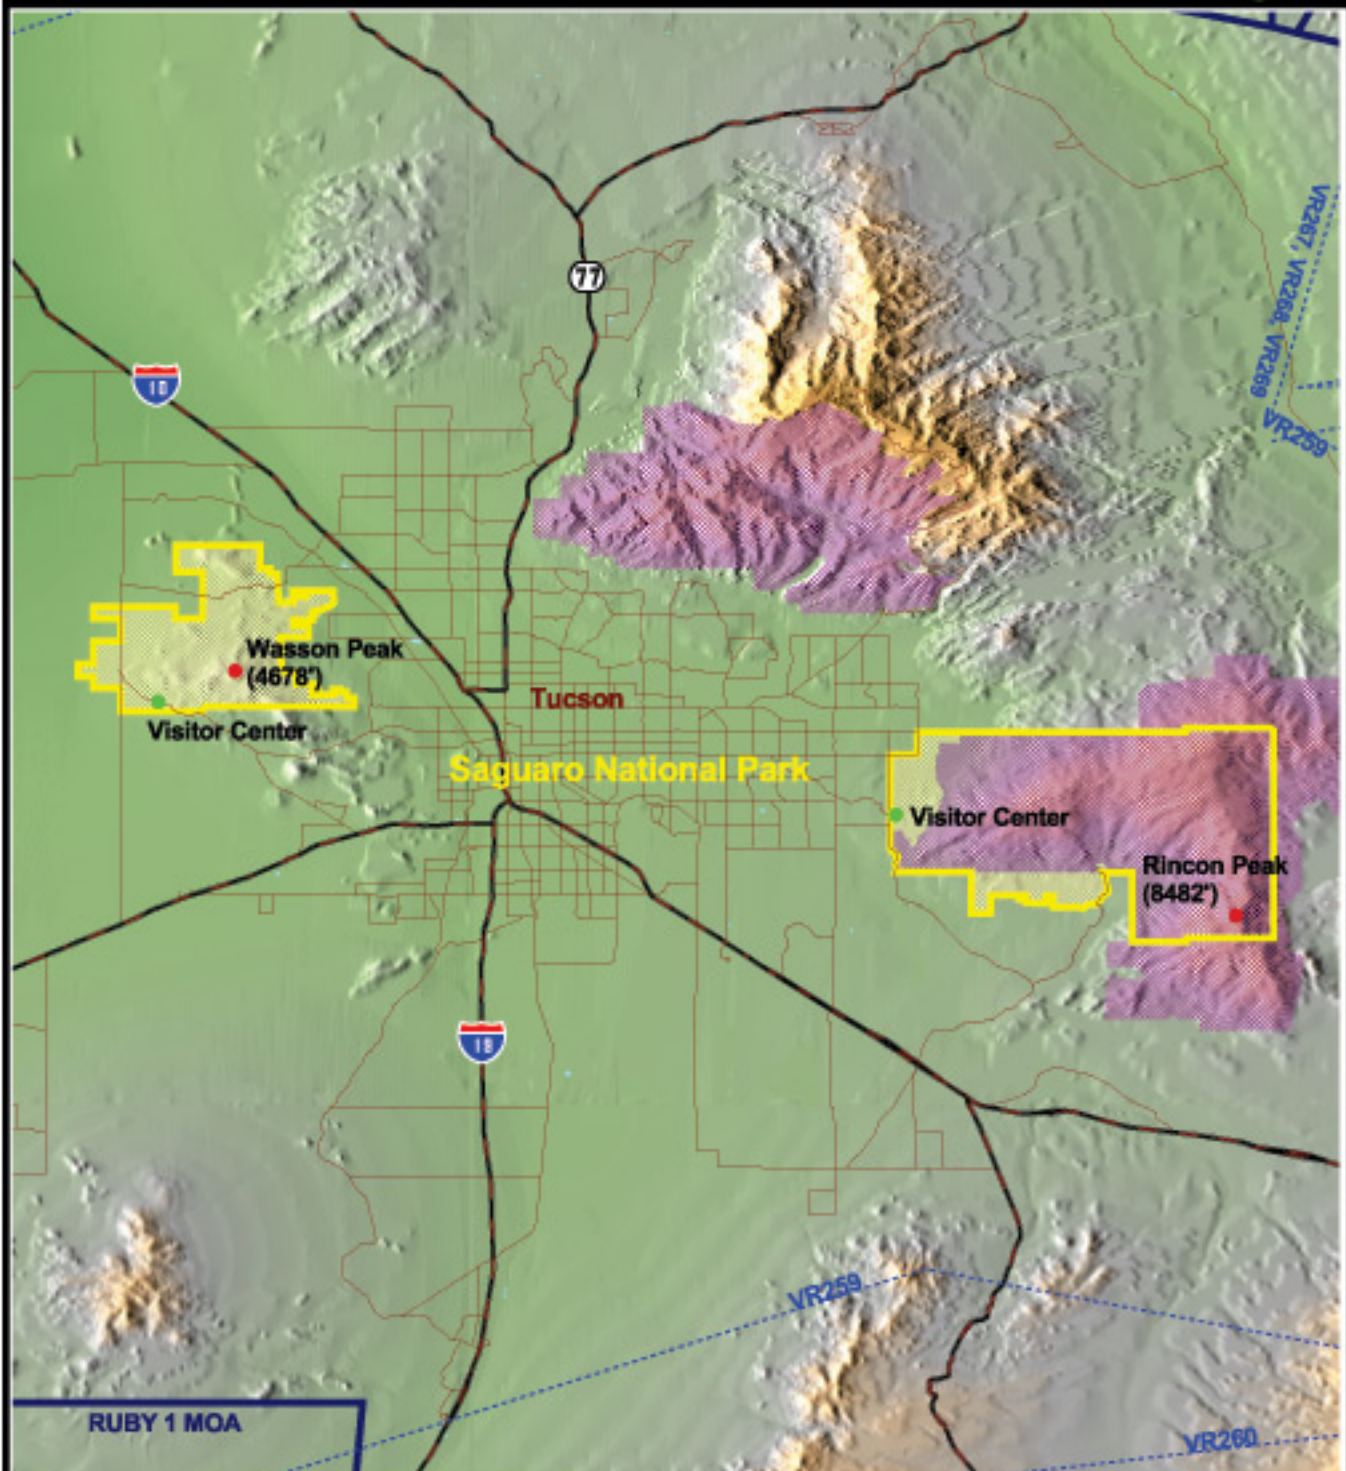 77
VR267, VR268, VR269
10
VR259
Wasson Peak
(4678')
Tucson
Visitor Center
Saguaro National Park
Visitor Center
Rincon Peak
(8482')
19
VR259
RUBY 1 MOA
VR260